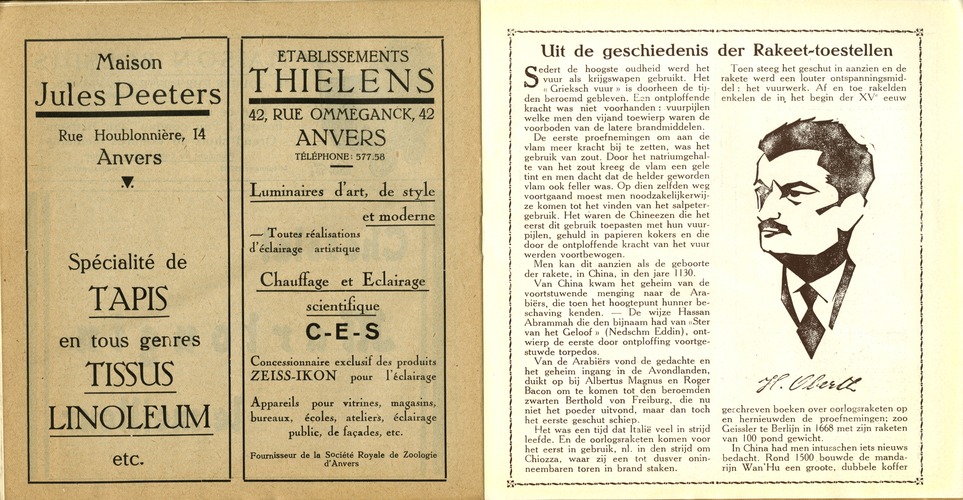 Maison
Jules Peeters
Rue Houblonnière, 14
Anvers
Spécialité de
TAPIS
en tous genres
TISSUS
LINOLEUM
etc.
ETABLISSEMENTS
THIELENS
42, RUE OMMÉGANCK, 42
ANVERS
TÉLÉPHONE: 577.58
Luminaires d'art, de style
et moderne
— Toutes réalisations
d'éclairage artistique
Chauffage et Eclairage
scientifique
C-E-S
Concessionnaire exclusif des produits
ZEISS-IKON pour l'éclairage
Appareils pour vitrines, magasins,
bureaux, écoles, ateliers, éclairage
public, de façades, etc.
Fournisseur de la Société Royale de Zoologie
d'Anvers
Uit de geschiedenis der Rakeet-toestellen
Sedert de hoogste oudheid werd het
vuur als krijgswapen gebruikt. Het
« Grieksch vuur » is doorheen de tij-
den beroemd gebleven. Een ontploffende
kracht was niet voorhanden : vuurpijlen
welke men den vijand toewierp waren de
voorboden van de latere brandmiddelen.
De eerste proefnemingen om aan de
vlam meer kracht bij te zetten, was het
gebruik van zout. Door het natriumgehal-
te van het zout kreeg de vlam een gele
tint en men dacht dat de helder geworden
vlam ook feller was. Op dien zelfden weg
voortgaand moest men noodzakelijkerwij-
ze komen tot het vinden van het salpeter-
gebruik. Het waren de Chineezen die het
eerst dit gebruik toepasten met hun vuur-
pijlen, gehuld in papieren kokers en die
door de ontploffende kracht van het vuur
werden voortbewogen.
Men kan dit aanzien als de geboorte
der rakete, in China, in den jare 1130.
Van China kwam het geheim van de
voortstuwende menging naar de Ara-
biërs, die toen het hoogtepunt hunner be-
schaving kenden. — De wijze Hassan
Abrammah die den bijnaam had van »Ster
van het Geloof » (Nedschm Eddin), ont-
wierp de eerste door ontploffing voortge-
stuwde torpedos.
Van de Arabiërs vond de gedachte en
het geheim ingang in de Avondlanden,
duikt op bij Albertus Magnus en Roger
Bacon om te komen tot den beroemden
zwarten Berthold von Freiburg, die nu
niet het poeder uitvond, maar dan toch
het eerste geschut schiep.
Het was een tijd dat Italië veel in strijd
leefde. En de oorlogsraketen komen voor
het eerst in gebruik, nl. in den strijd om
Chiozza, waar zij een tot dusver onin-
neembaren toren in brand staken.
Toen steeg het geschut in aanzien en de
rakete werd een louter ontspanningsmid-
del : het vuurwerk. Af en toe rakelden
enkelen de in het begin der XVe eeuw
H. Oberth
geschreven boeken over oorlogsraketen op
en hernieuwden de proefnemingen; zoo
Geissler te Berlijn in 1668 met zijn raketen
van 100 pond gewicht.
In China had men intusschen iets nieuws
bedacht. Rond 1500 bouwde de manda-
rijn Wan'Hu een groote, dubbele koffer